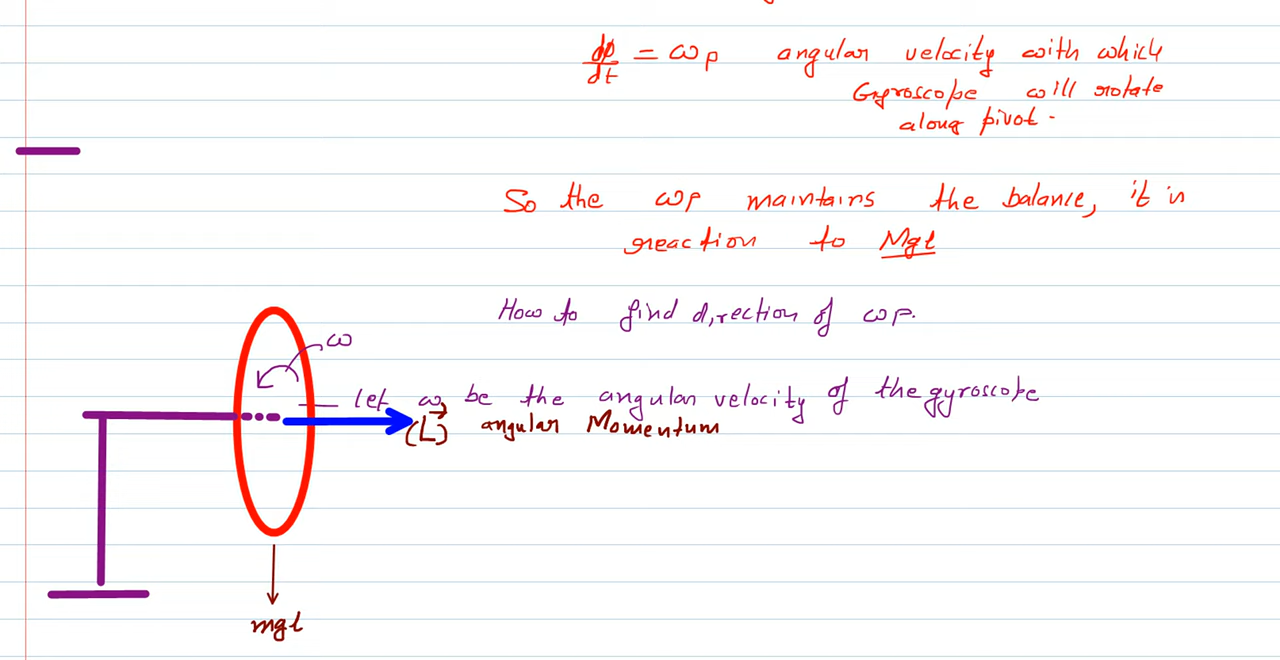 dφ/dt = ωp angular velocity with which
Gyroscope will rotate
along pivot.
So the ωp maintains the balance, it is
reaction to Mgl
How to find direction of ωp.
ω
let ω be the angular velocity of the gyroscope
(L⃗) angular Momentum
mgl